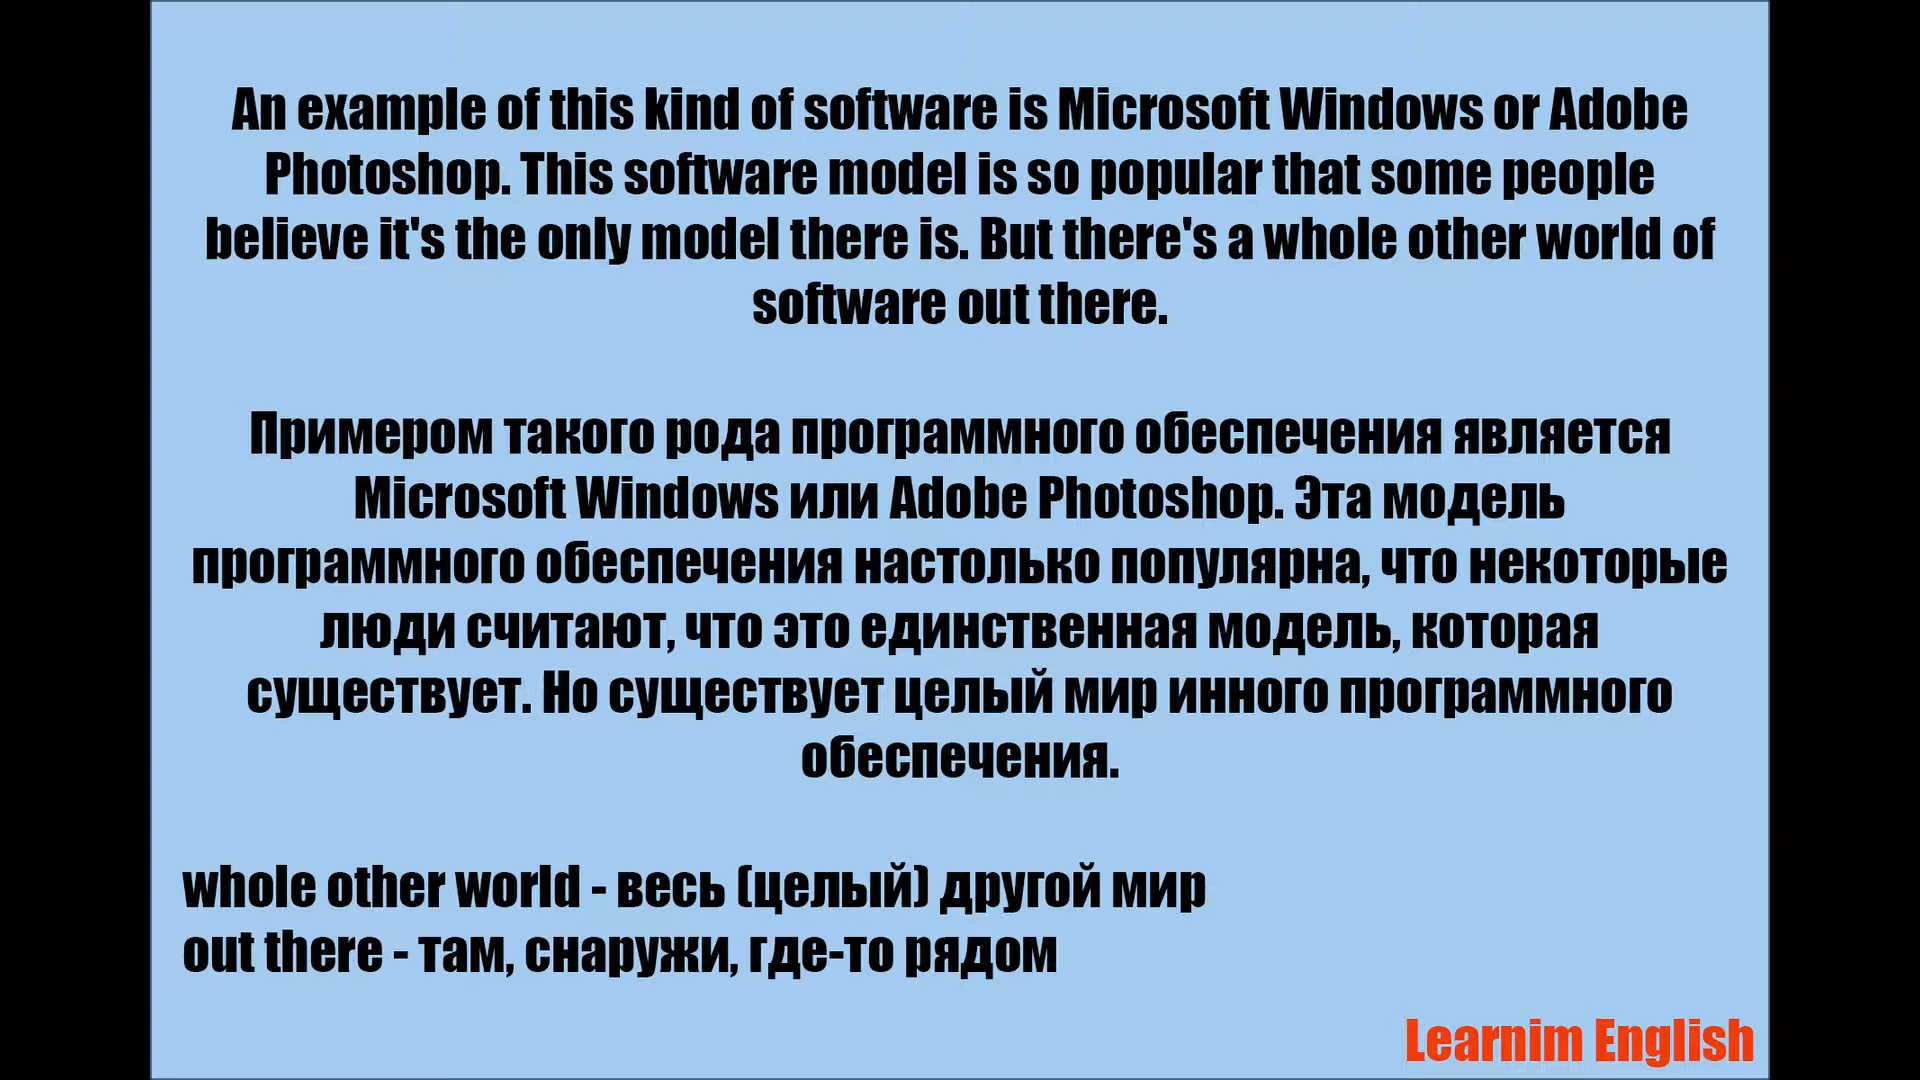 An example of this kind of software is Microsoft Windows or Adobe
Photoshop. This software model is so popular that some people
believe it's the only model there is. But there's a whole other world of
software out there.
Примером такого рода программного обеспечения является
Microsoft Windows или Adobe Photoshop. Эта модель
программного обеспечения настолько популярна, что некоторые
люди считают, что это единственная модель, которая
существует. Но существует целый мир инного программного
обеспечения.
whole other world - весь (целый) другой мир
out there - там, снаружи, где-то рядом
Learnim English